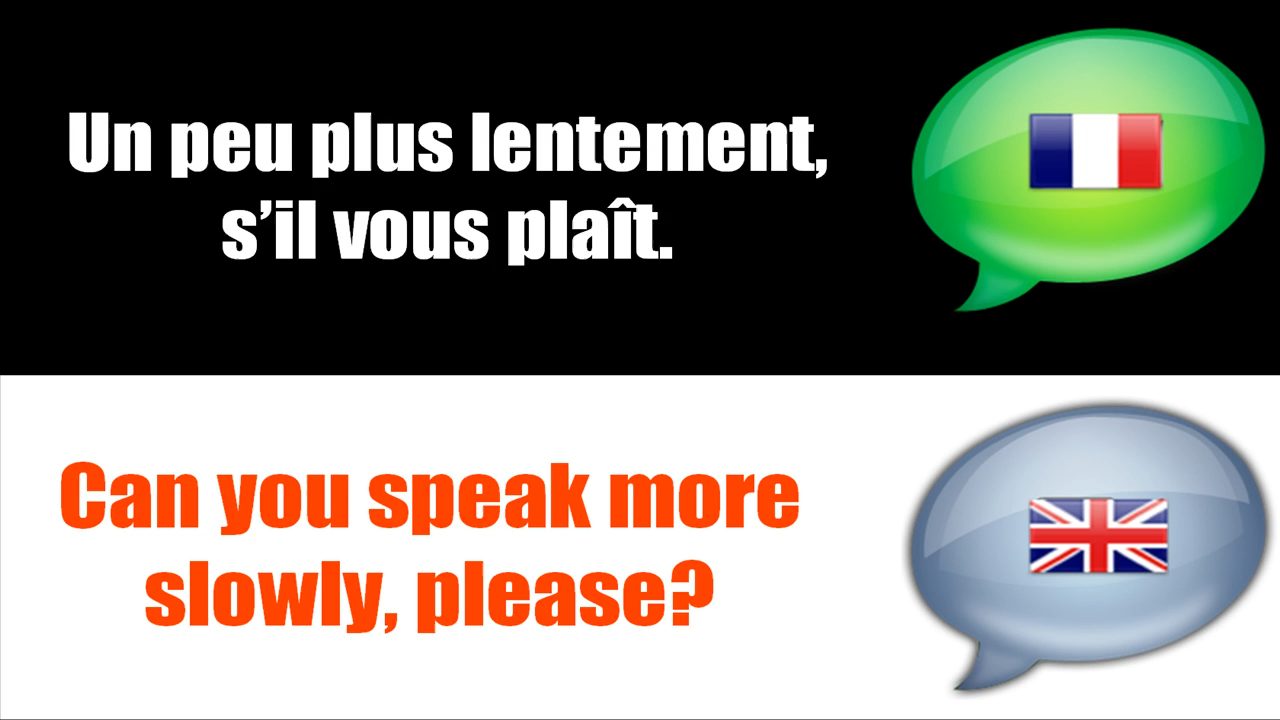 Un peu plus lentement,
s’il vous plaît.
Can you speak more
slowly, please?